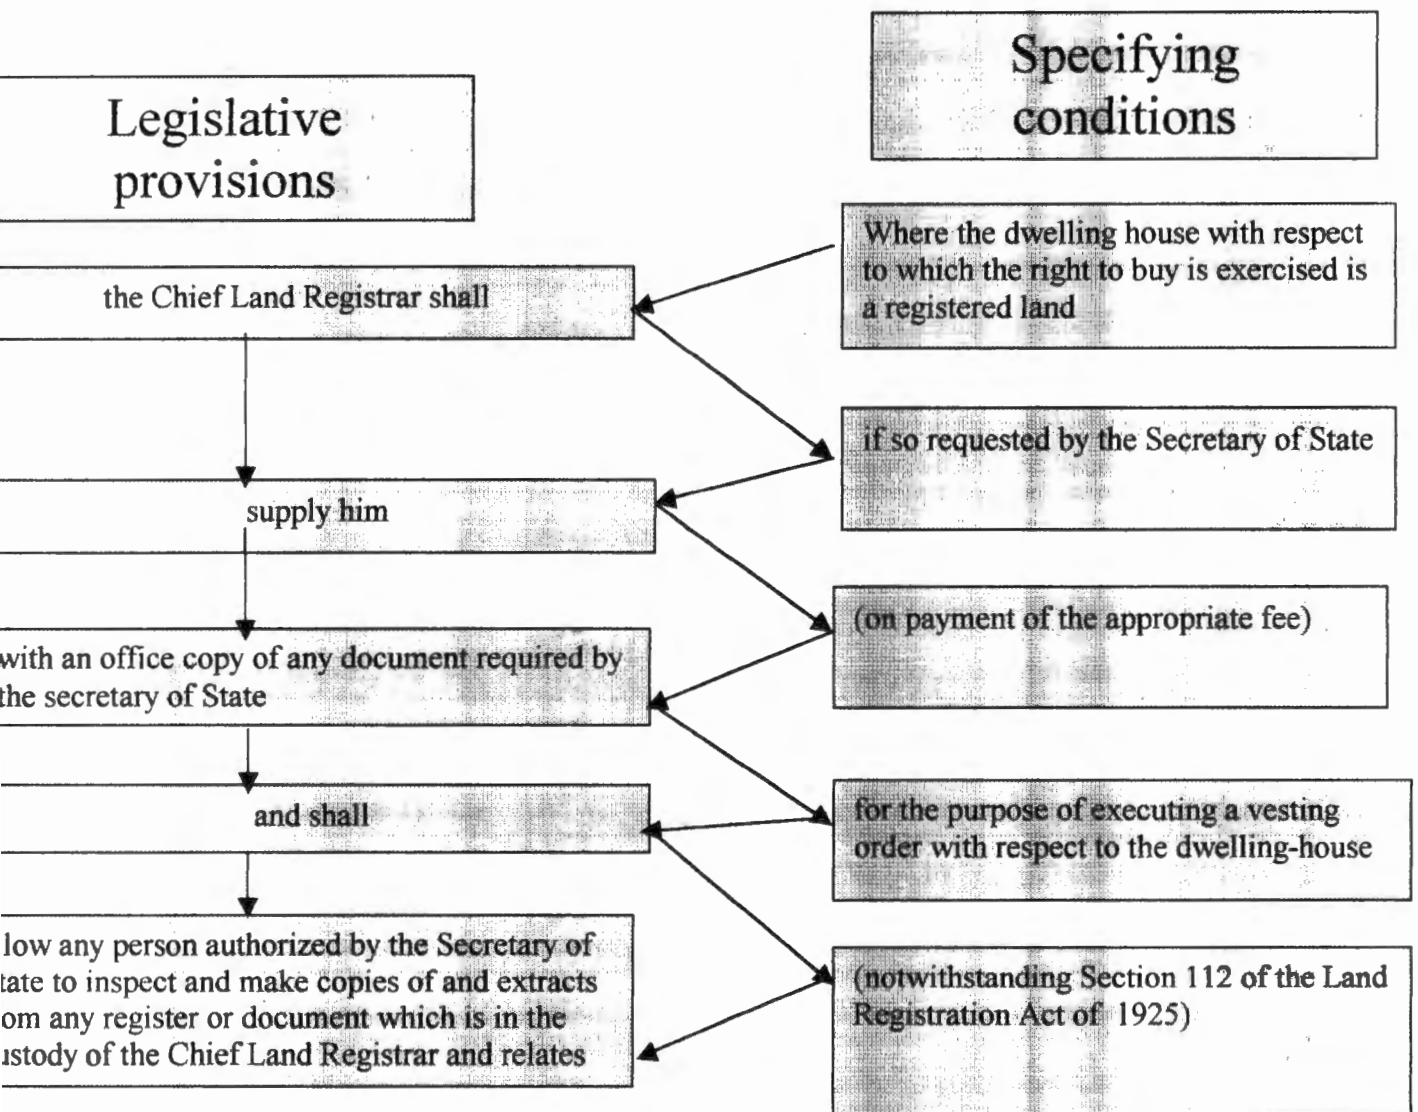 Legislative
provisions
the Chief Land Registrar shall
supply him
with an office copy of any document required by
the secretary of State
and shall
low any person authorized by the Secretary of
tate to inspect and make copies of and extracts
om any register or document which is in the
ustody of the Chief Land Registrar and relates
Specifying
conditions
Where the dwelling house with respect
to which the right to buy is exercised is
a registered land
if so requested by the Secretary of State
(on payment of the appropriate fee)
for the purpose of executing a vesting
order with respect to the dwelling-house
(notwithstanding Section 112 of the Land
Registration Act of 1925)